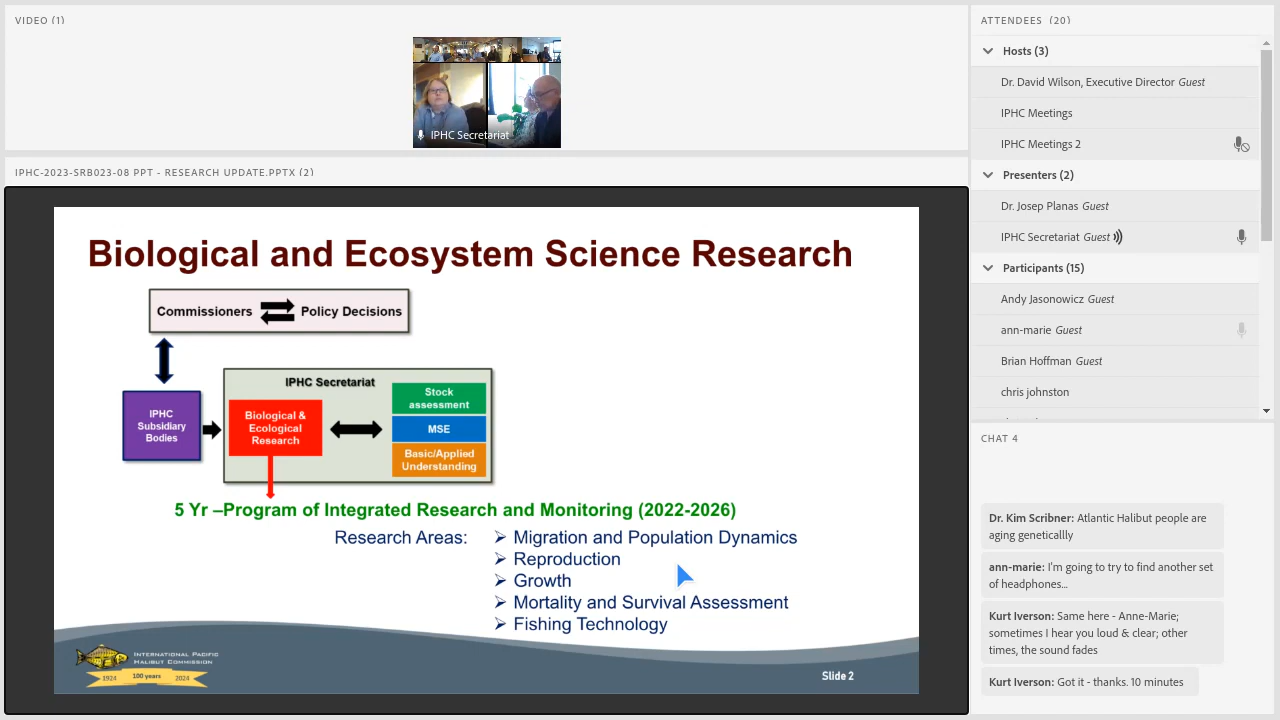 VIDEO (1)
IPHC Secretariat
IPHC-2023-SRB023-08 PPT - RESEARCH UPDATE.PPTX (2)
Biological and Ecosystem Science Research
Commissioners
Policy Decisions
IPHC Secretariat
IPHC
Subsidiary
Bodies
Biological &
Ecological
Research
Stock
assessment
MSE
Basic/Applied
Understanding
5 Yr –Program of Integrated Research and Monitoring (2022-2026)
Research Areas:
Migration and Population Dynamics
Reproduction
Growth
Mortality and Survival Assessment
Fishing Technology
INTERNATIONAL PACIFIC
HALIBUT COMMISSION
1924
100 years
2024
Slide 2
ATTENDEES (20)
Hosts (3)
Dr. David Wilson, Executive Director Guest
IPHC Meetings
IPHC Meetings 2
Presenters (2)
Dr. Josep Planas Guest
IPHC Secretariat Guest
Participants (15)
Andy Jasonowicz Guest
ann-marie Guest
Brian Hoffman Guest
chris johnston
CHAT 4
Dr. Kim Scribner: Atlantic Halibut people are
aging genetically
ann-marie: I'm going to try to find another set
of headphones...
Kurt Iverson: Same here - Anne-Marie;
sometimes I hear you loud & clear; other
times, the sound fades
Kurt Iverson: Got it - thanks. 10 minutes